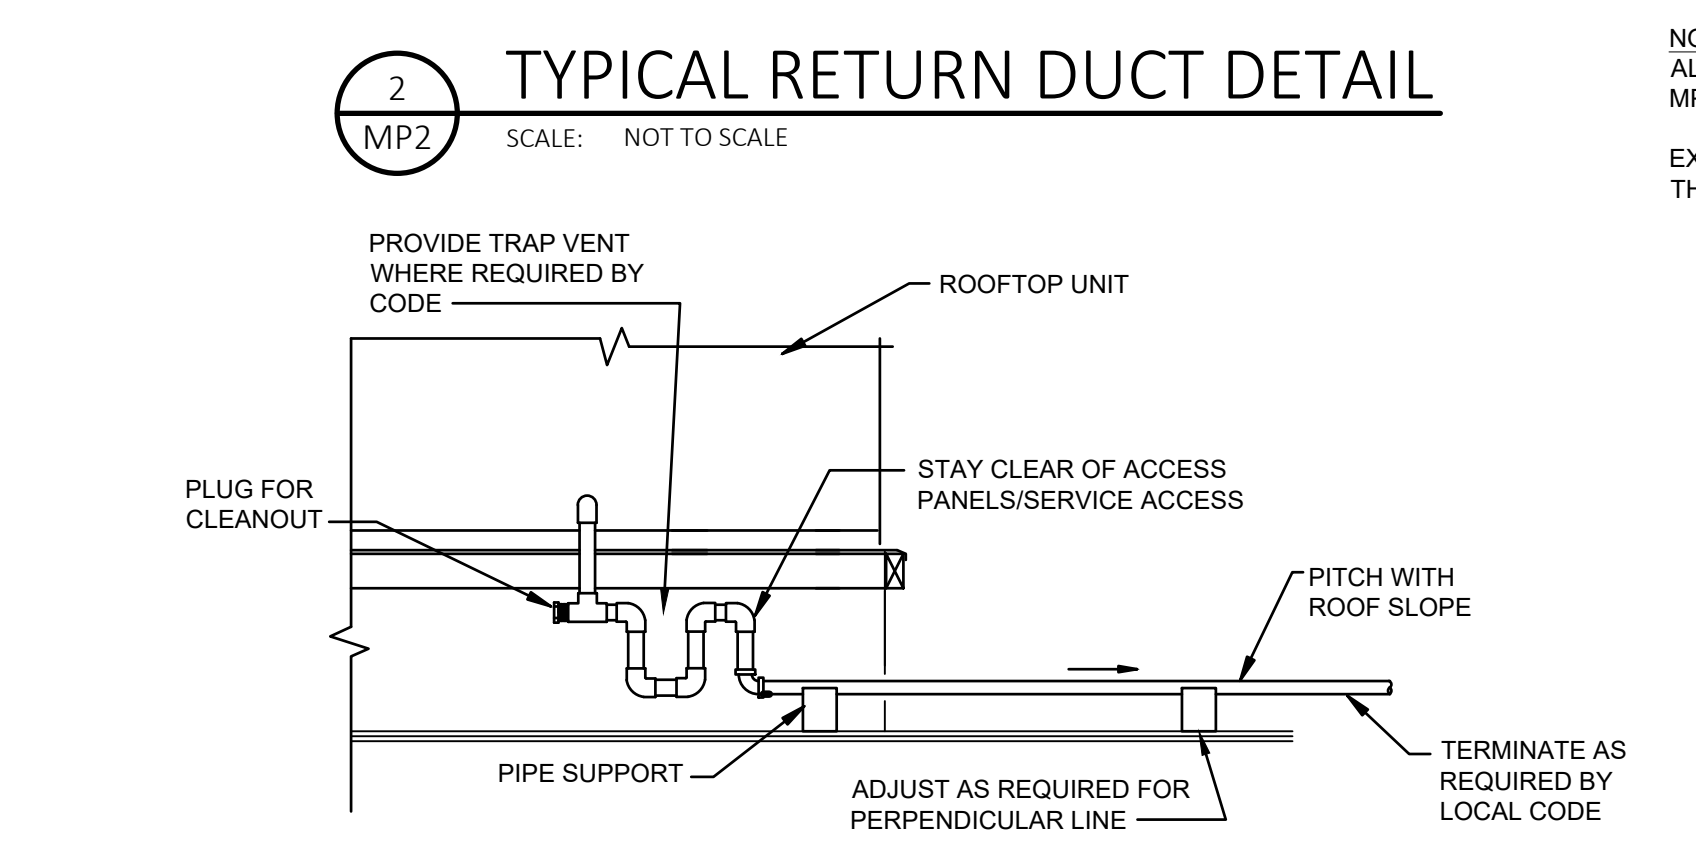 2
MP2
TYPICAL RETURN DUCT DETAIL
SCALE: NOT TO SCALE
PROVIDE TRAP VENT
WHERE REQUIRED BY
CODE
ROOFTOP UNIT
PLUG FOR
CLEANOUT
STAY CLEAR OF ACCESS
PANELS/SERVICE ACCESS
PITCH WITH
ROOF SLOPE
PIPE SUPPORT
ADJUST AS REQUIRED FOR
PERPENDICULAR LINE
TERMINATE AS
REQUIRED BY
LOCAL CODE